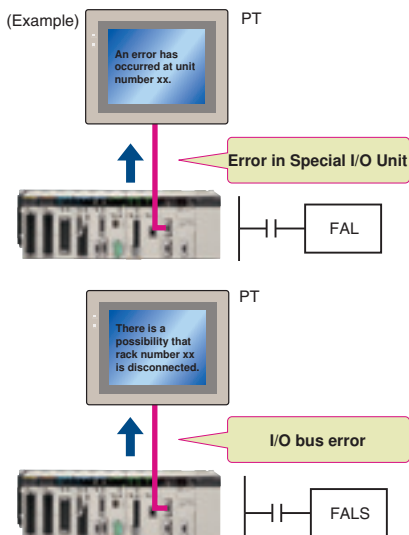 (Example)
PT
An error has
occurred at unit
number xx.
Error in Special I/O Unit
FAL
PT
There is a
possibility that
rack number xx
is disconnected.
I/O bus error
FALS